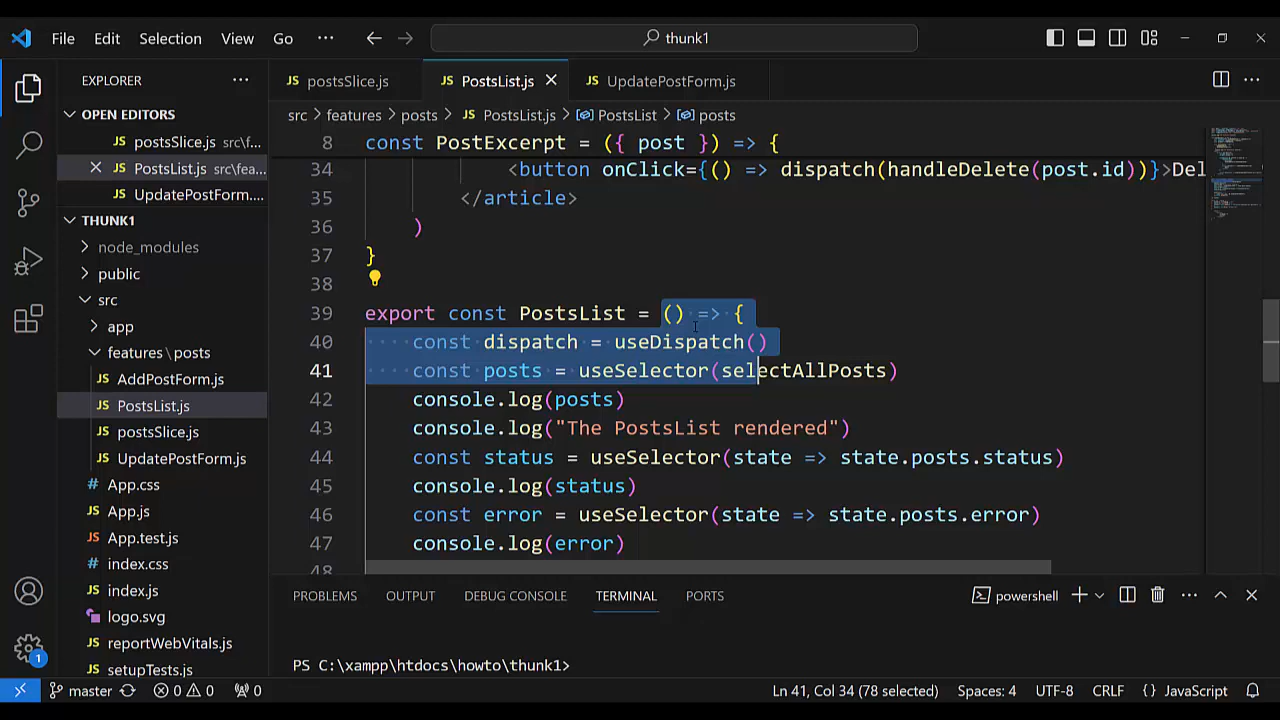 File Edit Selection View Go ··· thunk1
EXPLORER ···
OPEN EDITORS
JS postsSlice.js src\f...
JS PostsList.js src\fea...
JS UpdatePostForm....
THUNK1
node_modules
public
src
app
features\posts
JS AddPostForm.js
JS PostsList.js
JS postsSlice.js
JS UpdatePostForm.js
# App.css
JS App.js
JS App.test.js
# index.css
JS index.js
logo.svg
JS reportWebVitals.js
JS setupTests.js
1
JS postsSlice.js JS PostsList.js JS UpdatePostForm.js ···
src > features > posts > JS PostsList.js > PostsList > posts
8 const PostExcerpt = ({ post }) => {
34 <button onClick={() => dispatch(handleDelete(post.id))}>Del
35 </article>
36 )
37 }
38
39 export const PostsList = () => {
40 const dispatch = useDispatch()
41 const posts = useSelector(selectAllPosts)
42 console.log(posts)
43 console.log("The PostsList rendered")
44 const status = useSelector(state => state.posts.status)
45 console.log(status)
46 const error = useSelector(state => state.posts.error)
47 console.log(error)
48
PROBLEMS OUTPUT DEBUG CONSOLE TERMINAL PORTS powershell ···
PS C:\xampp\htdocs\howto\thunk1>
master 0 0 0 Ln 41, Col 34 (78 selected) Spaces: 4 UTF-8 CRLF {} JavaScript